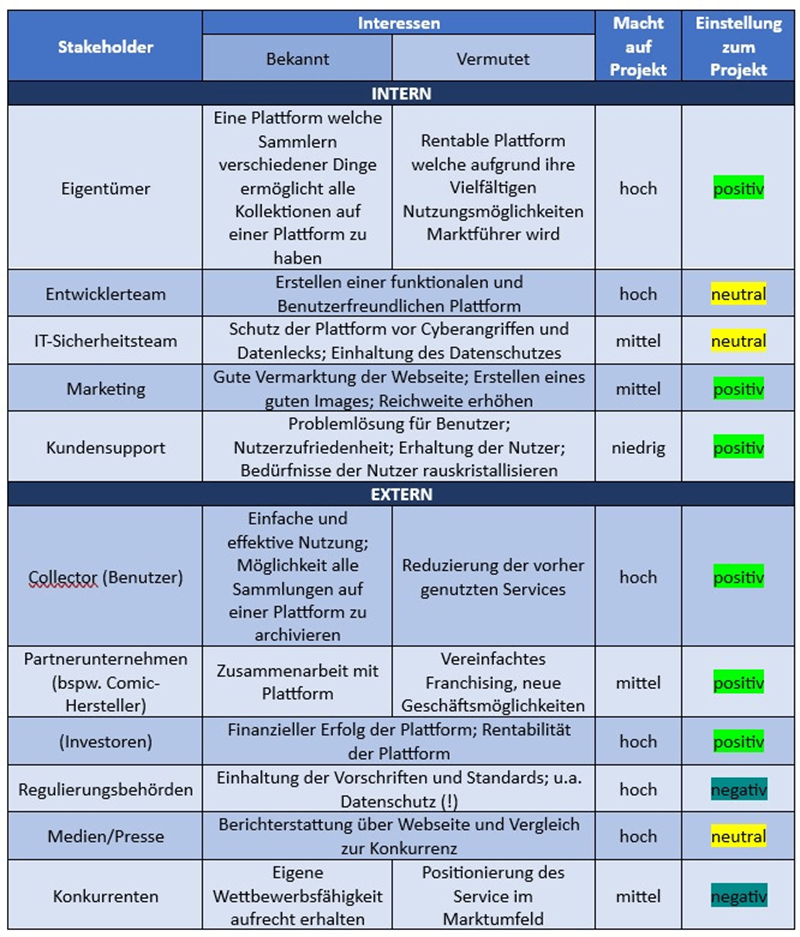 Stakeholder
Interessen
Macht
auf
Projekt
Einstellung
zum
Projekt
Bekannt
Vermutet
INTERN
Eigentümer
Eine Plattform welche
Sammlern
verschiedener Dinge
ermöglicht alle
Kollektionen auf
einer Plattform zu
haben
Rentable Plattform
welche aufgrund ihre
Vielfältigen
Nutzungsmöglichkeiten
Marktführer wird
hoch
positiv
Entwicklerteam
Erstellen einer funktionalen und
Benutzerfreundlichen Plattform
hoch
neutral
IT-Sicherheitsteam
Schutz der Plattform vor Cyberangriffen und
Datenlecks; Einhaltung des Datenschutzes
mittel
neutral
Marketing
Gute Vermarktung der Webseite; Erstellen eines
guten Images; Reichweite erhöhen
mittel
positiv
Kundensupport
Problemlösung für Benutzer;
Nutzerzufriedenheit; Erhaltung der Nutzer;
Bedürfnisse der Nutzer rauskristallisieren
niedrig
positiv
EXTERN
Collector (Benutzer)
Einfache und
effektive Nutzung;
Möglichkeit alle
Sammlungen auf
einer Plattform zu
archivieren
Reduzierung der vorher
genutzten Services
hoch
positiv
Partnerunternehmen
(bspw. Comic-
Hersteller)
Zusammenarbeit mit
Plattform
Vereinfachtes
Franchising, neue
Geschäftsmöglichkeiten
mittel
positiv
(Investoren)
Finanzieller Erfolg der Plattform; Rentabilität
der Plattform
hoch
positiv
Regulierungsbehörden
Einhaltung der Vorschriften und Standards; u.a.
Datenschutz (!)
hoch
negativ
Medien/Presse
Berichterstattung über Webseite und Vergleich
zur Konkurrenz
hoch
neutral
Konkurrenten
Eigene
Wettbewerbsfähigkeit
aufrecht erhalten
Positionierung des
Service im
Marktumfeld
mittel
negativ